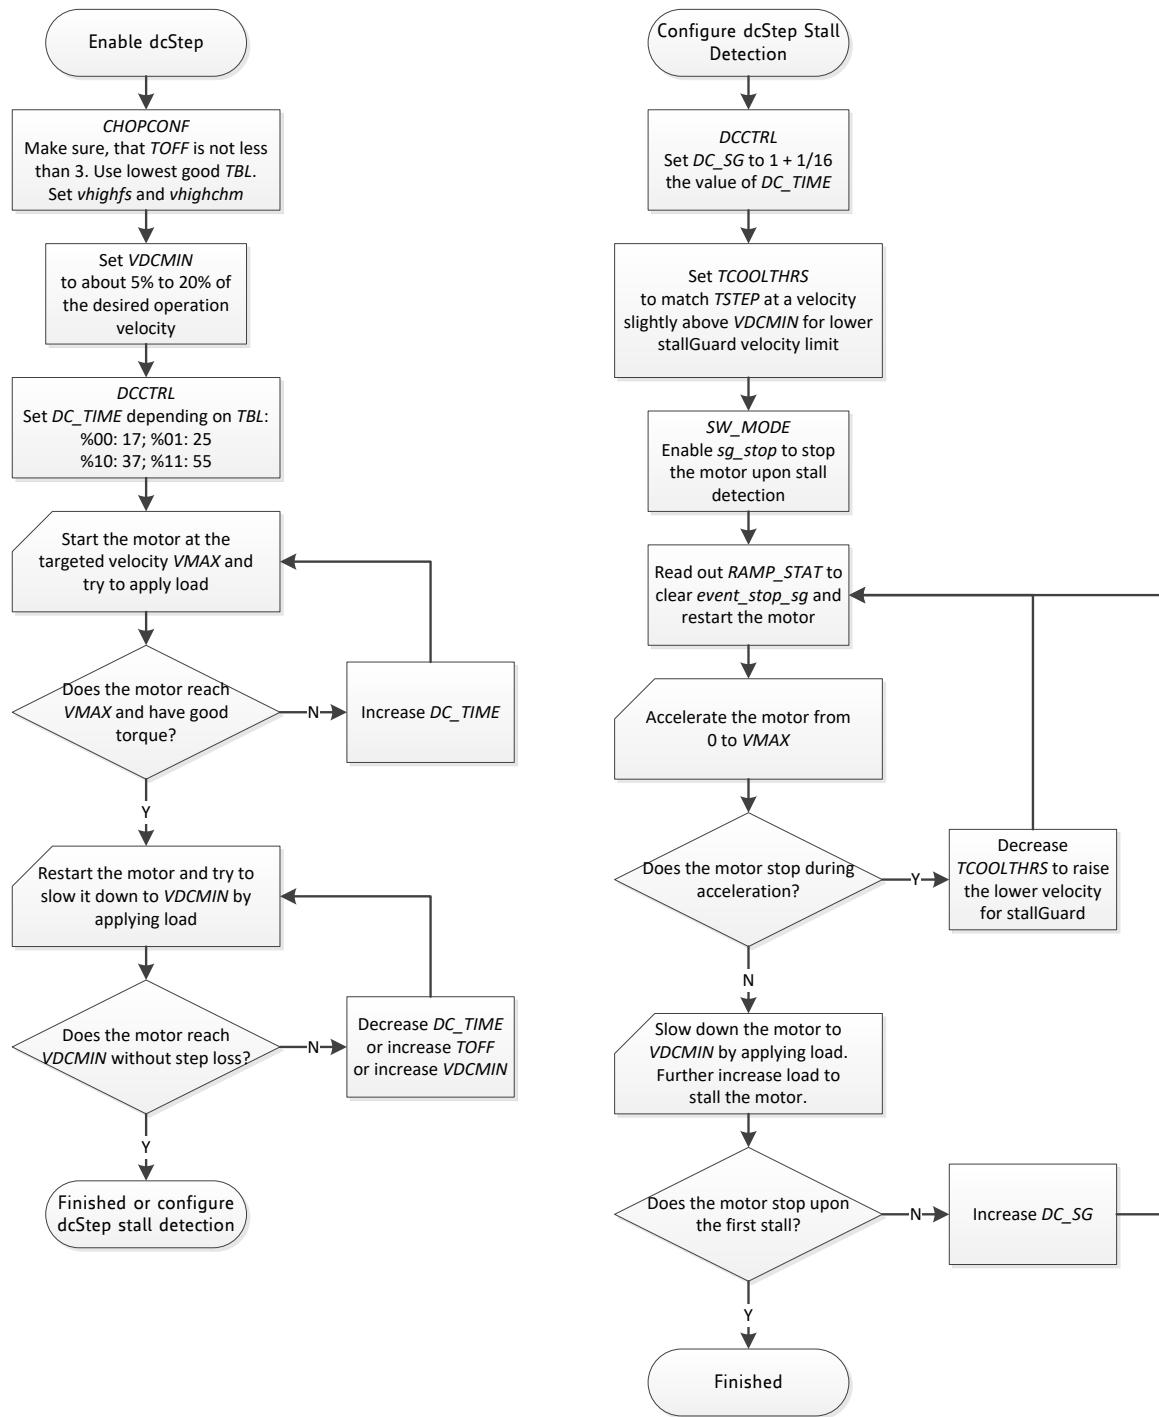 Enable dcStep
CHOPCONF
Make sure, that TOFF is not less
than 3. Use lowest good TBL.
Set vhighfs and vhighchm
Set VDCMIN
to about 5% to 20% of
the desired operation
velocity
DCCTRL
Set DC_TIME depending on TBL:
%00: 17; %01: 25
%10: 37; %11: 55
Start the motor at the
targeted velocity VMAX and
try to apply load
Does the motor reach
VMAX and have good
torque?
N
Increase DC_TIME
Y
Restart the motor and try to
slow it down to VDCMIN by
applying load
Does the motor reach
VDCMIN without step loss?
N
Decrease DC_TIME
or increase TOFF
or increase VDCMIN
Y
Finished or configure
dcStep stall detection
Configure dcStep Stall
Detection
DCCTRL
Set DC_SG to 1 + 1/16
the value of DC_TIME
Set TCOOLTHRS
to match TSTEP at a velocity
slightly above VDCMIN for lower
stallGuard velocity limit
SW_MODE
Enable sg_stop to stop
the motor upon stall
detection
Read out RAMP_STAT to
clear event_stop_sg and
restart the motor
Accelerate the motor from
0 to VMAX
Does the motor stop during
acceleration?
Y
Decrease
TCOOLTHRS to raise
the lower velocity
for stallGuard
N
Slow down the motor to
VDCMIN by applying load.
Further increase load to
stall the motor.
Does the motor stop upon
the first stall?
N
Increase DC_SG
Y
Finished